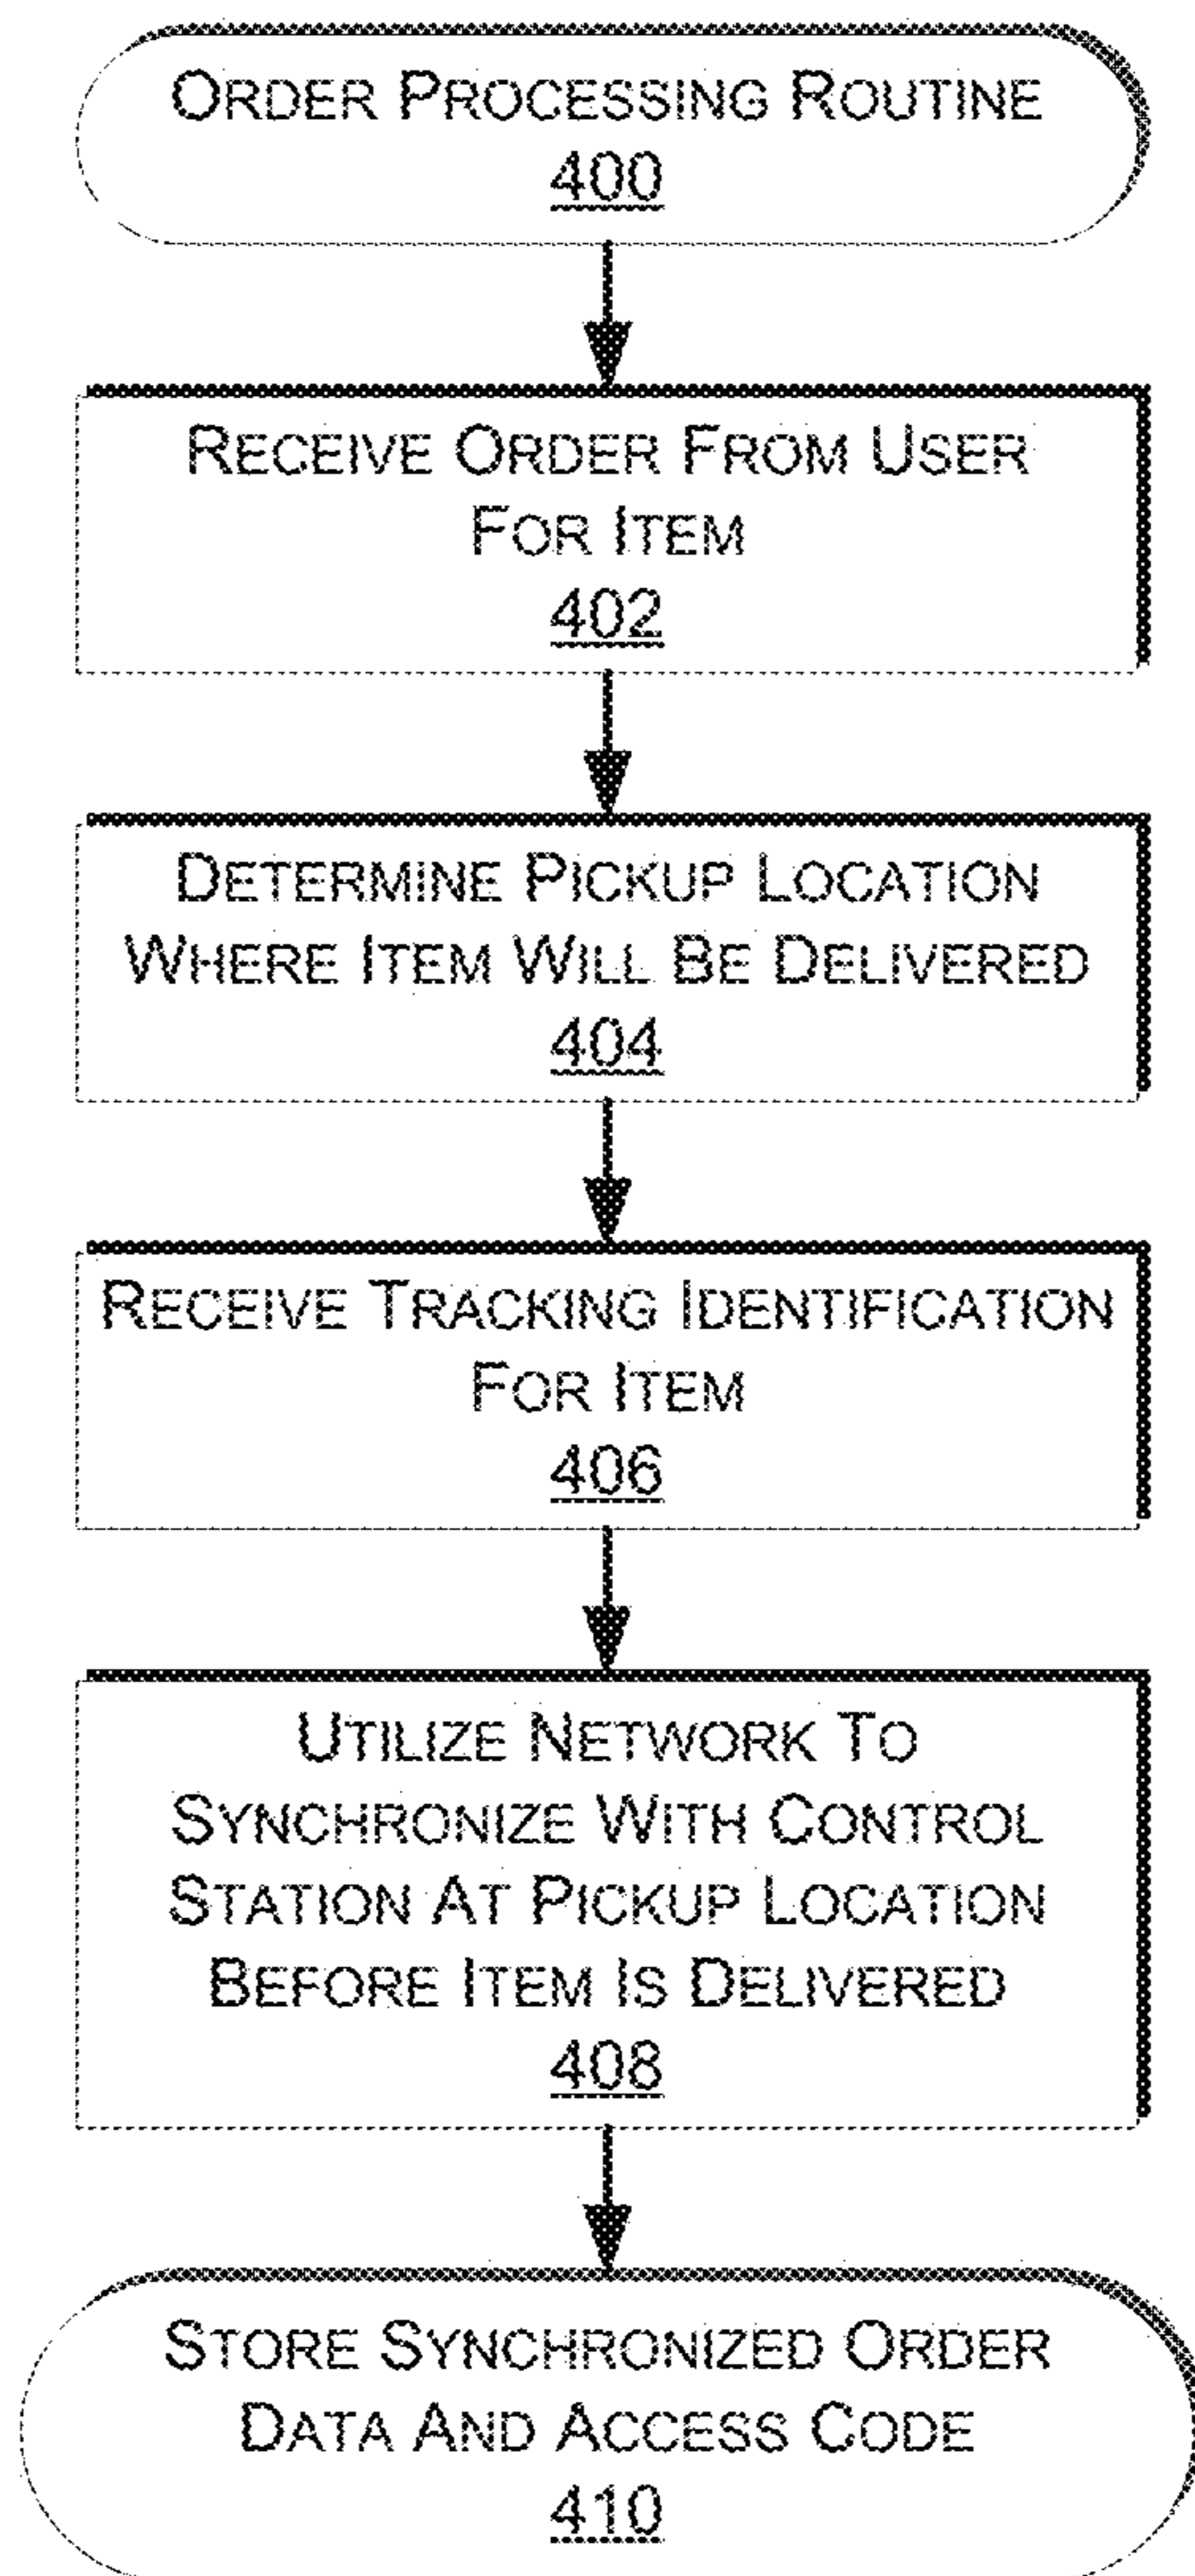 ORDER PROCESSING ROUTINE
400
RECEIVE ORDER FROM USER
FOR ITEM
402
DETERMINE PICKUP LOCATION
WHERE ITEM WILL BE DELIVERED
404
RECEIVE TRACKING IDENTIFICATION
FOR ITEM
406
UTILIZE NETWORK TO
SYNCHRONIZE WITH CONTROL
STATION AT PICKUP LOCATION
BEFORE ITEM IS DELIVERED
408
STORE SYNCHRONIZED ORDER
DATA AND ACCESS CODE
410